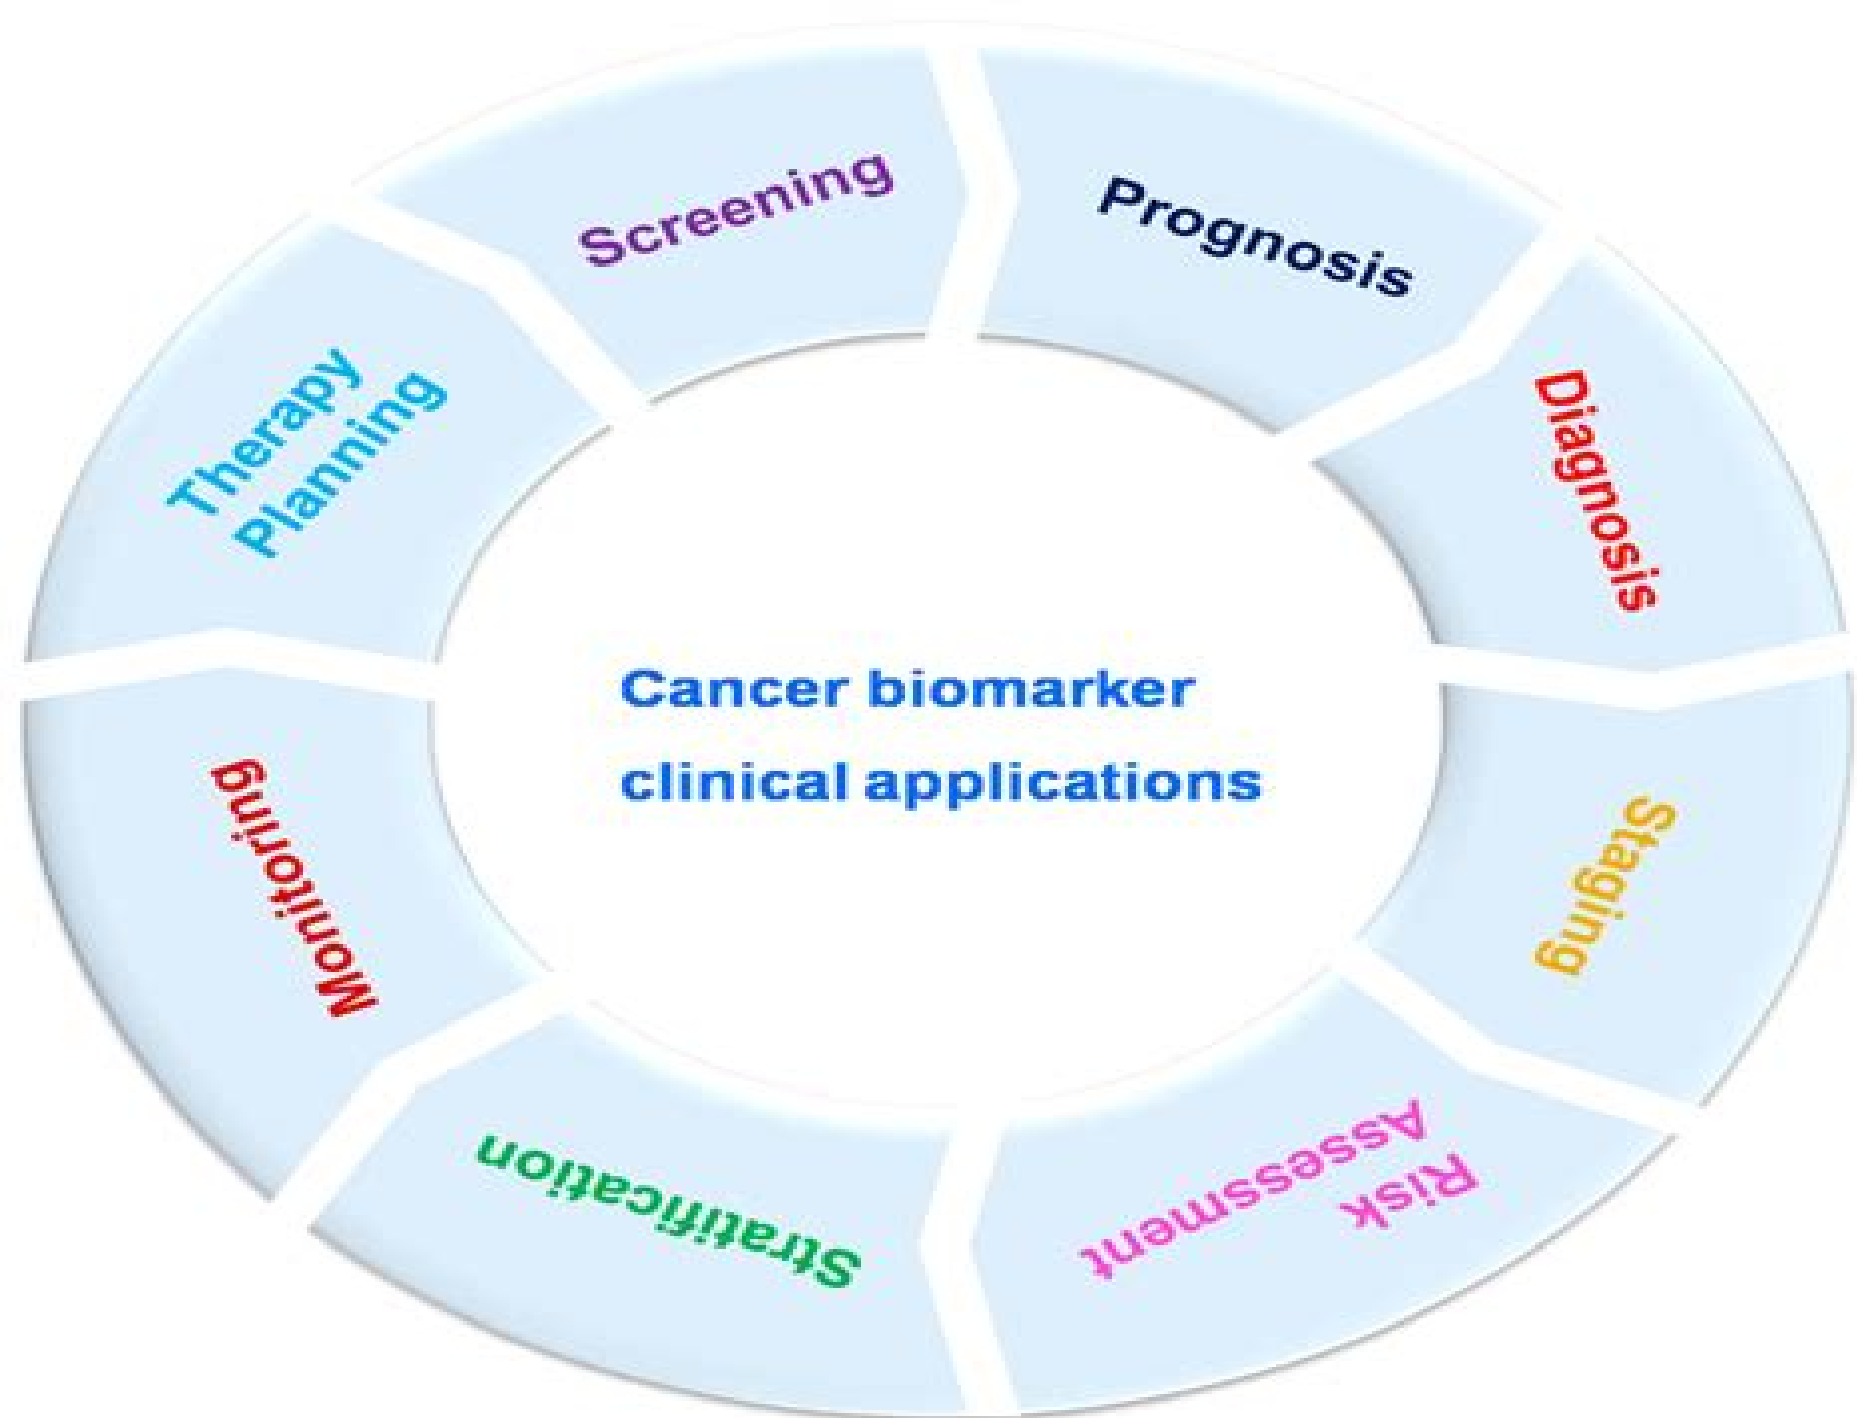 Screening
Prognosis
Diagnosis
Staging
Risk
Assessment
Stratification
Monitoring
Therapy
Planning
Cancer biomarker
clinical applications